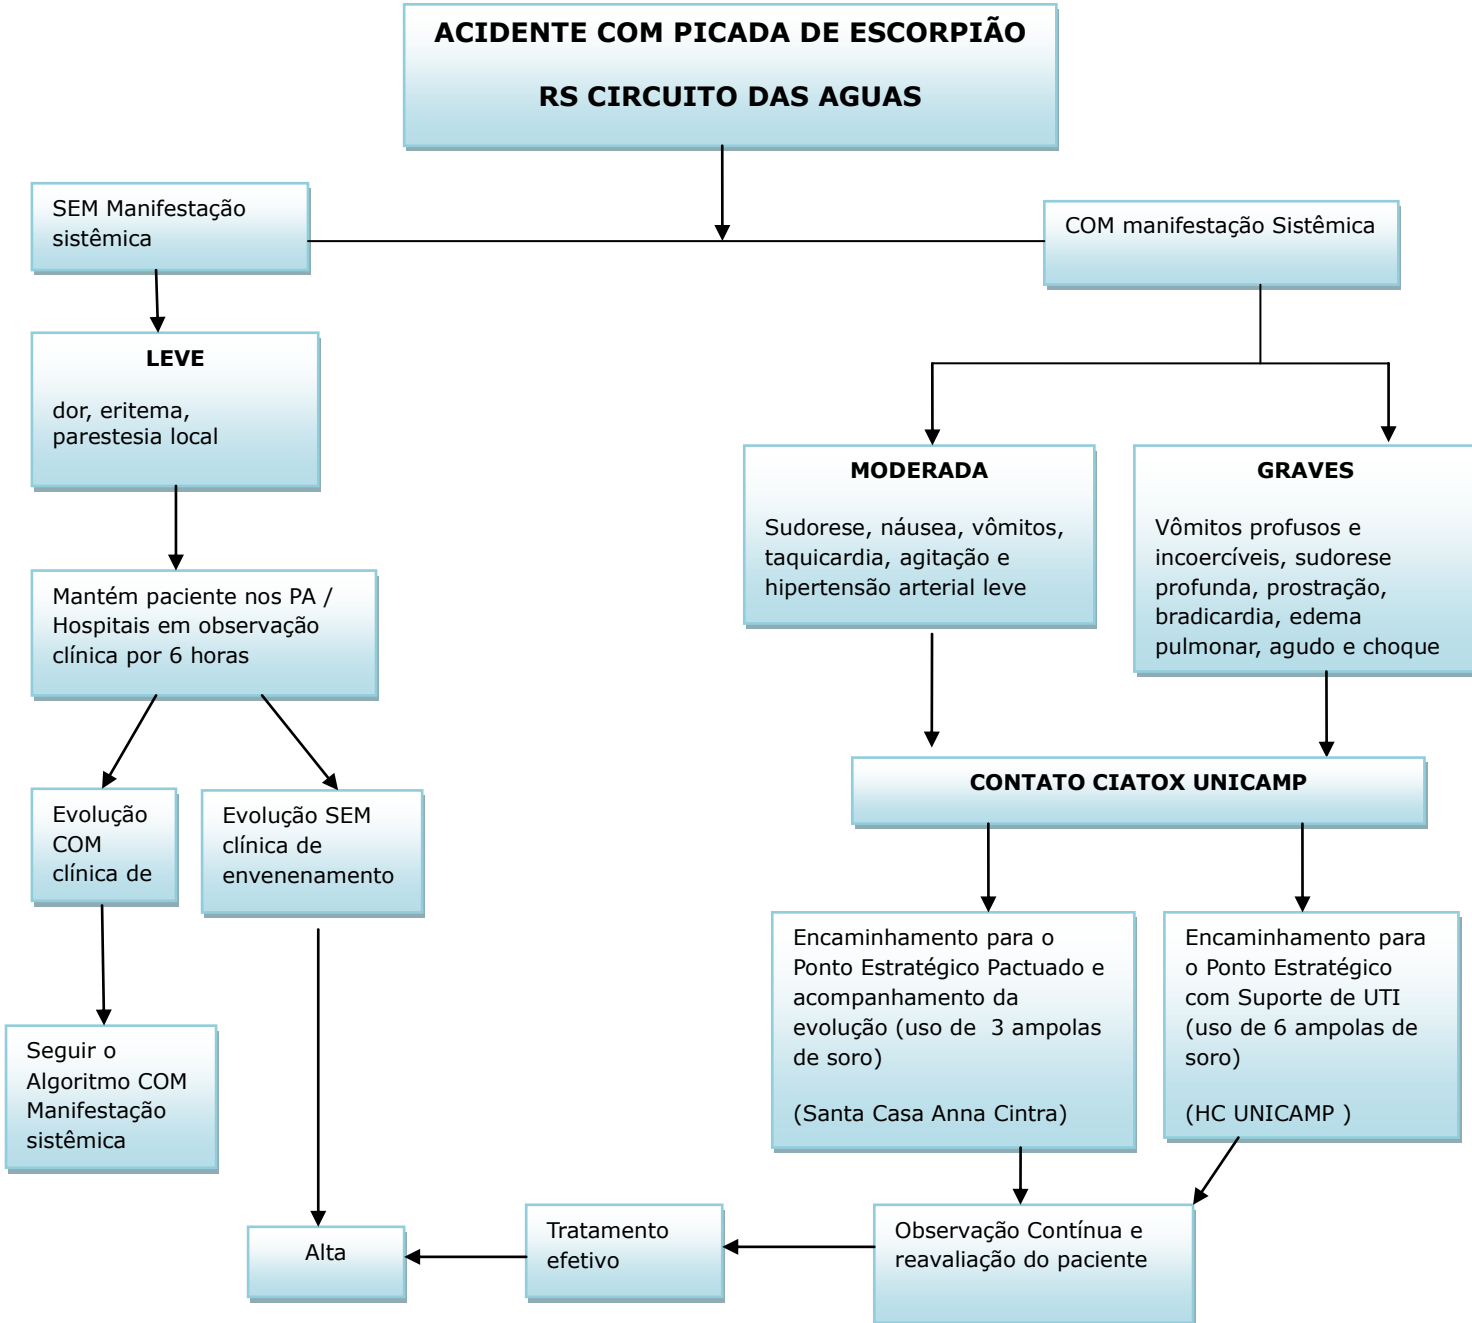 ACIDENTE COM PICADA DE ESCORPIÃO
RS CIRCUITO DAS AGUAS
SEM Manifestação
sistêmica
COM manifestação Sistêmica
LEVE
dor, eritema,
parestesia local
MODERADA
Sudorese, náusea, vômitos,
taquicardia, agitação e
hipertensão arterial leve
GRAVES
Vômitos profusos e
incoercíveis, sudorese
profunda, prostração,
bradicardia, edema
pulmonar, agudo e choque
Mantém paciente nos PA /
Hospitais em observação
clínica por 6 horas
CONTATO CIATOX UNICAMP
Evolução
COM
clínica de
Evolução SEM
clínica de
envenenamento
Encaminhamento para o
Ponto Estratégico Pactuado e
acompanhamento da
evolução (uso de 3 ampolas
de soro)
(Santa Casa Anna Cintra)
Encaminhamento para
o Ponto Estratégico
com Suporte de UTI
(uso de 6 ampolas de
soro)
(HC UNICAMP )
Seguir o
Algoritmo COM
Manifestação
sistêmica
Alta
Tratamento
efetivo
Observação Contínua e
reavaliação do paciente